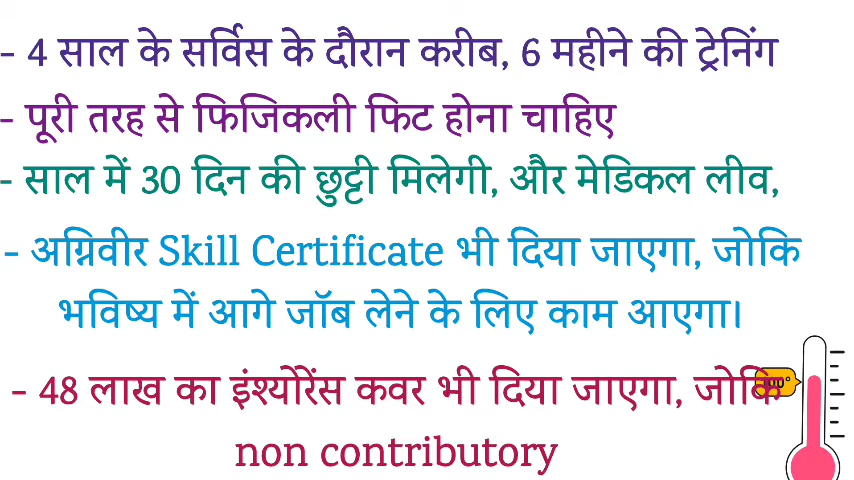 - 4 साल के सर्विस के दौरान करीब, 6 महीने की ट्रेनिंग
- पूरी तरह से फिजिकली फिट होना चाहिए
- साल में 30 दिन की छुट्टी मिलेगी, और मेडिकल लीव,
- अग्निवीर Skill Certificate भी दिया जाएगा, जोकि
भविष्य में आगे जॉब लेने के लिए काम आएगा।
- 48 लाख का इंश्योरेंस कवर भी दिया जाएगा, जोकि
non contributory